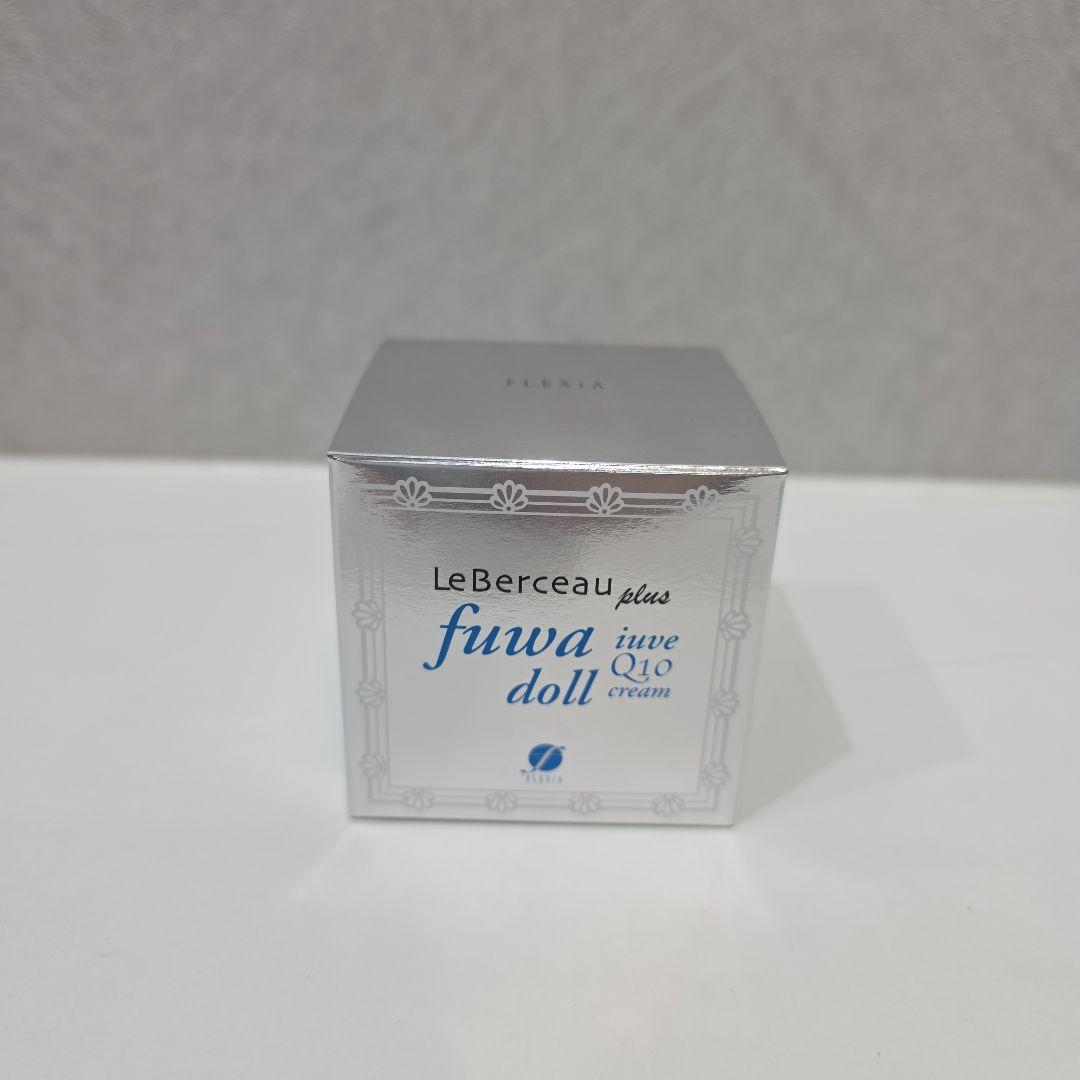 FLEXiA
LeBerceau plus
fuwa iuve
doll Q10
cream
FLEXiA